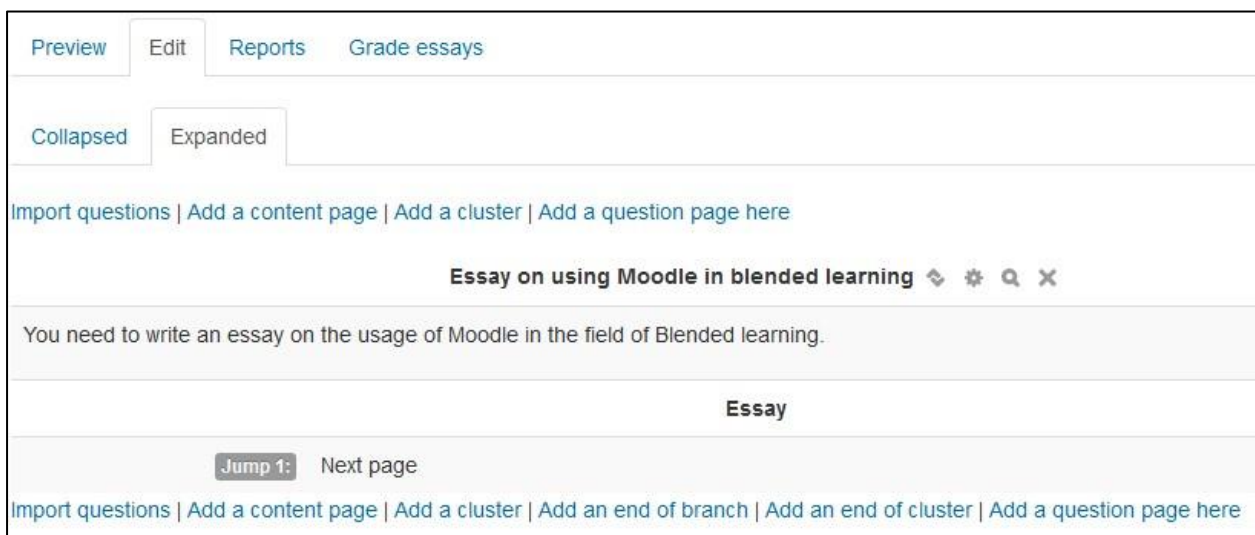 Preview Edit Reports Grade essays
Collapsed Expanded
Import questions | Add a content page | Add a cluster | Add a question page here
Essay on using Moodle in blended learning
You need to write an essay on the usage of Moodle in the field of Blended learning.
Essay
Jump 1: Next page
Import questions | Add a content page | Add a cluster | Add an end of branch | Add an end of cluster | Add a question page here